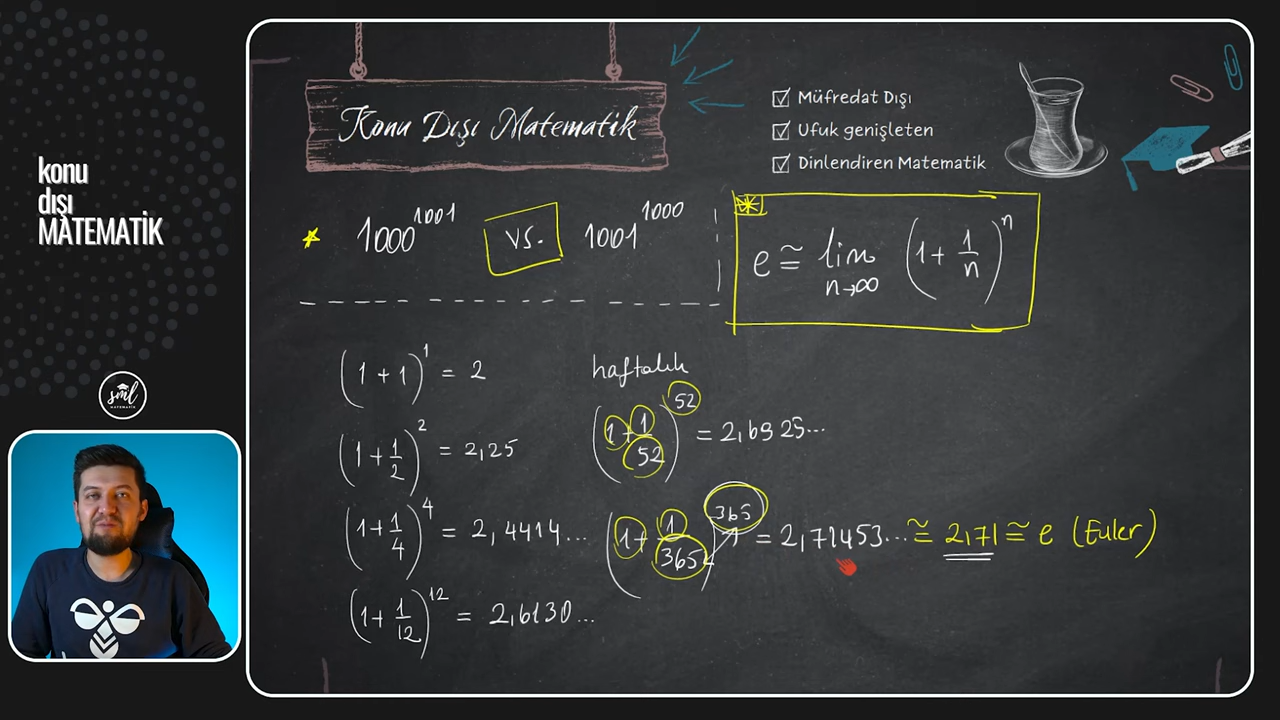 konu
dışı
MATEMATİK
sml
MATEMATİK
Konu Dışı Matematik
Müfredat Dışı
Ufuk genişleten
Dinlendiren Matematik
1000^1001 vs. 1001^1000
e ≅ lim n→∞ (1 + 1/n)^n
(1 + 1)^1 = 2
(1 + 1/2)^2 = 2,25
(1 + 1/4)^4 = 2,4414...
(1 + 1/12)^12 = 2,6130...
haftalık
(1 + 1/52)^52 = 2,6925...
(1 + 1/365)^365 = 2,71453... ≅ 2,71 ≅ e (Euler)